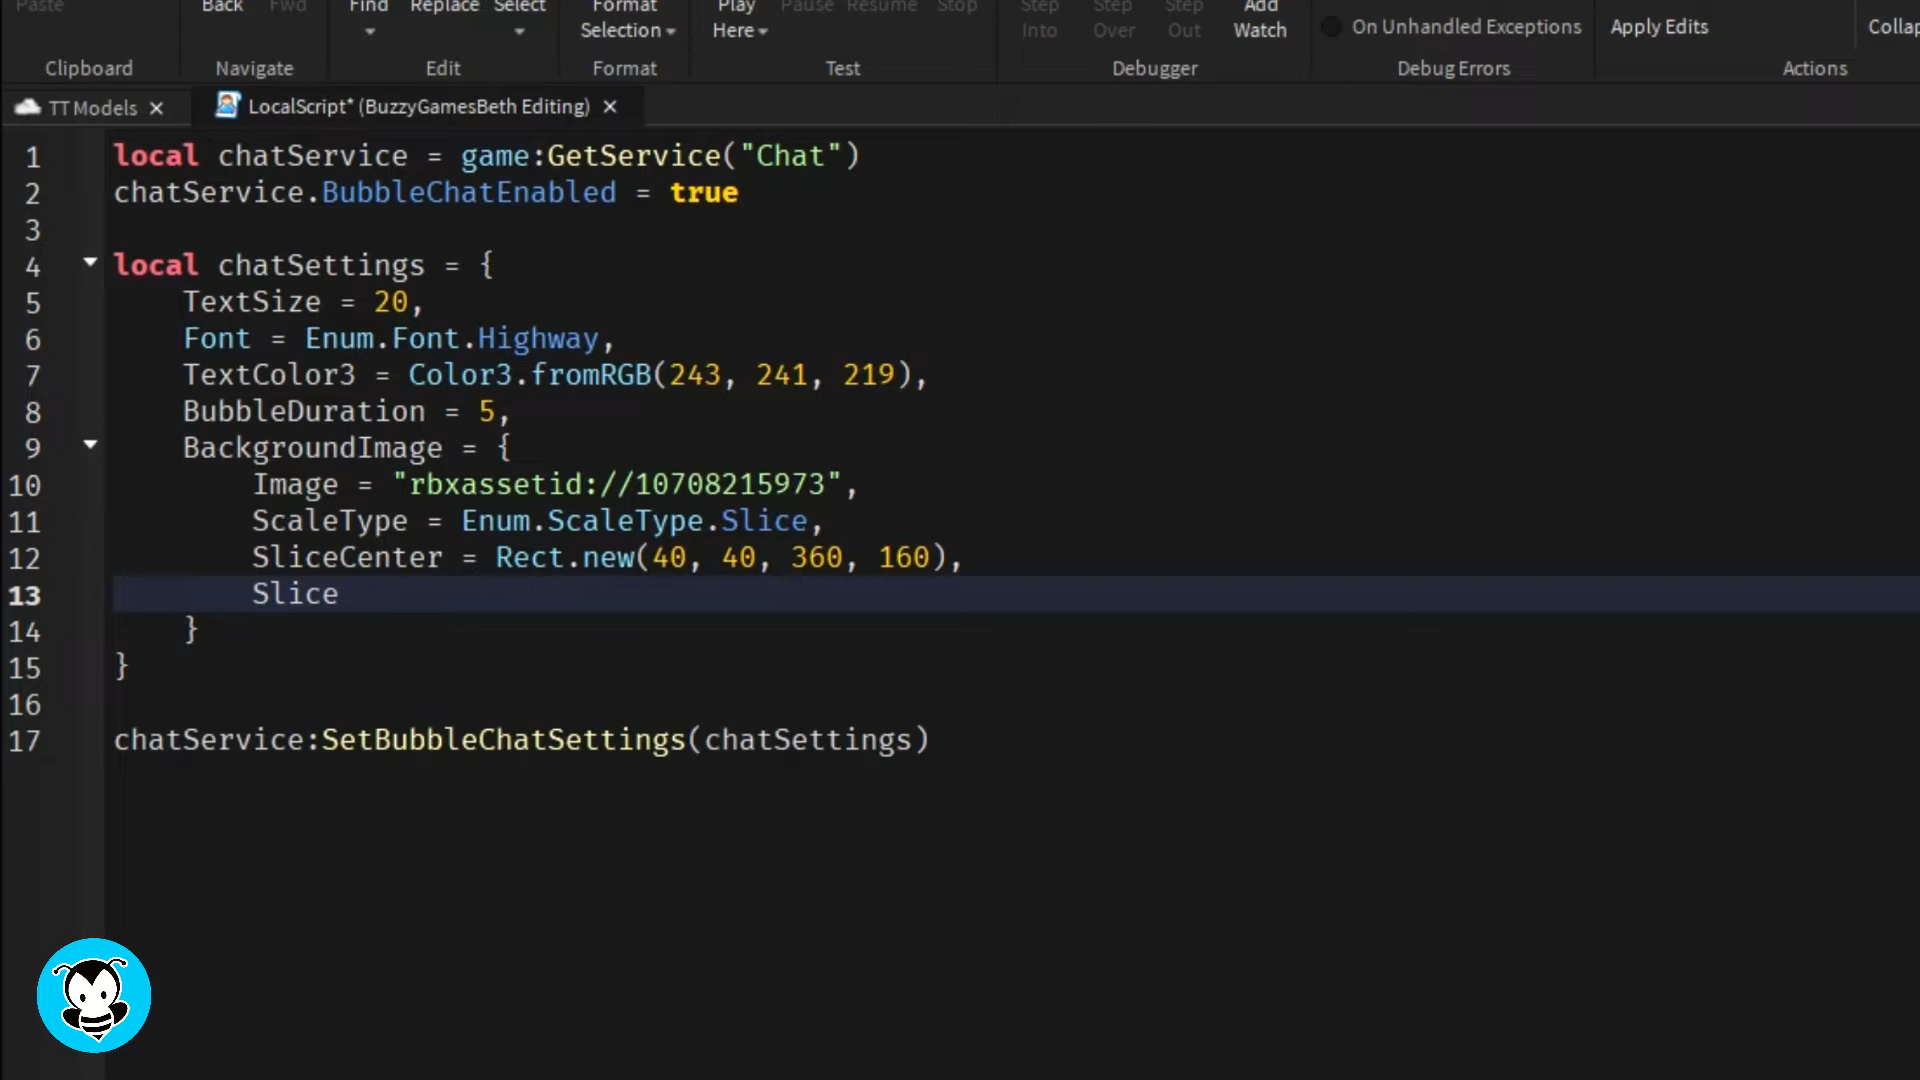 Paste Back Fwd Find Replace Select Format Play Pause Resume Stop Step Step Step Add
Selection Here Into Over Out Watch On Unhandled Exceptions Apply Edits Collap
Clipboard Navigate Edit Format Test Debugger Debug Errors Actions
TT Models × LocalScript* (BuzzyGamesBeth Editing) ×
1 local chatService = game:GetService("Chat")
2 chatService.BubbleChatEnabled = true
3
4 local chatSettings = {
5 TextSize = 20,
6 Font = Enum.Font.Highway,
7 TextColor3 = Color3.fromRGB(243, 241, 219),
8 BubbleDuration = 5,
9 BackgroundImage = {
10 Image = "rbxassetid://10708215973",
11 ScaleType = Enum.ScaleType.Slice,
12 SliceCenter = Rect.new(40, 40, 360, 160),
13 Slice
14 }
15 }
16
17 chatService:SetBubbleChatSettings(chatSettings)